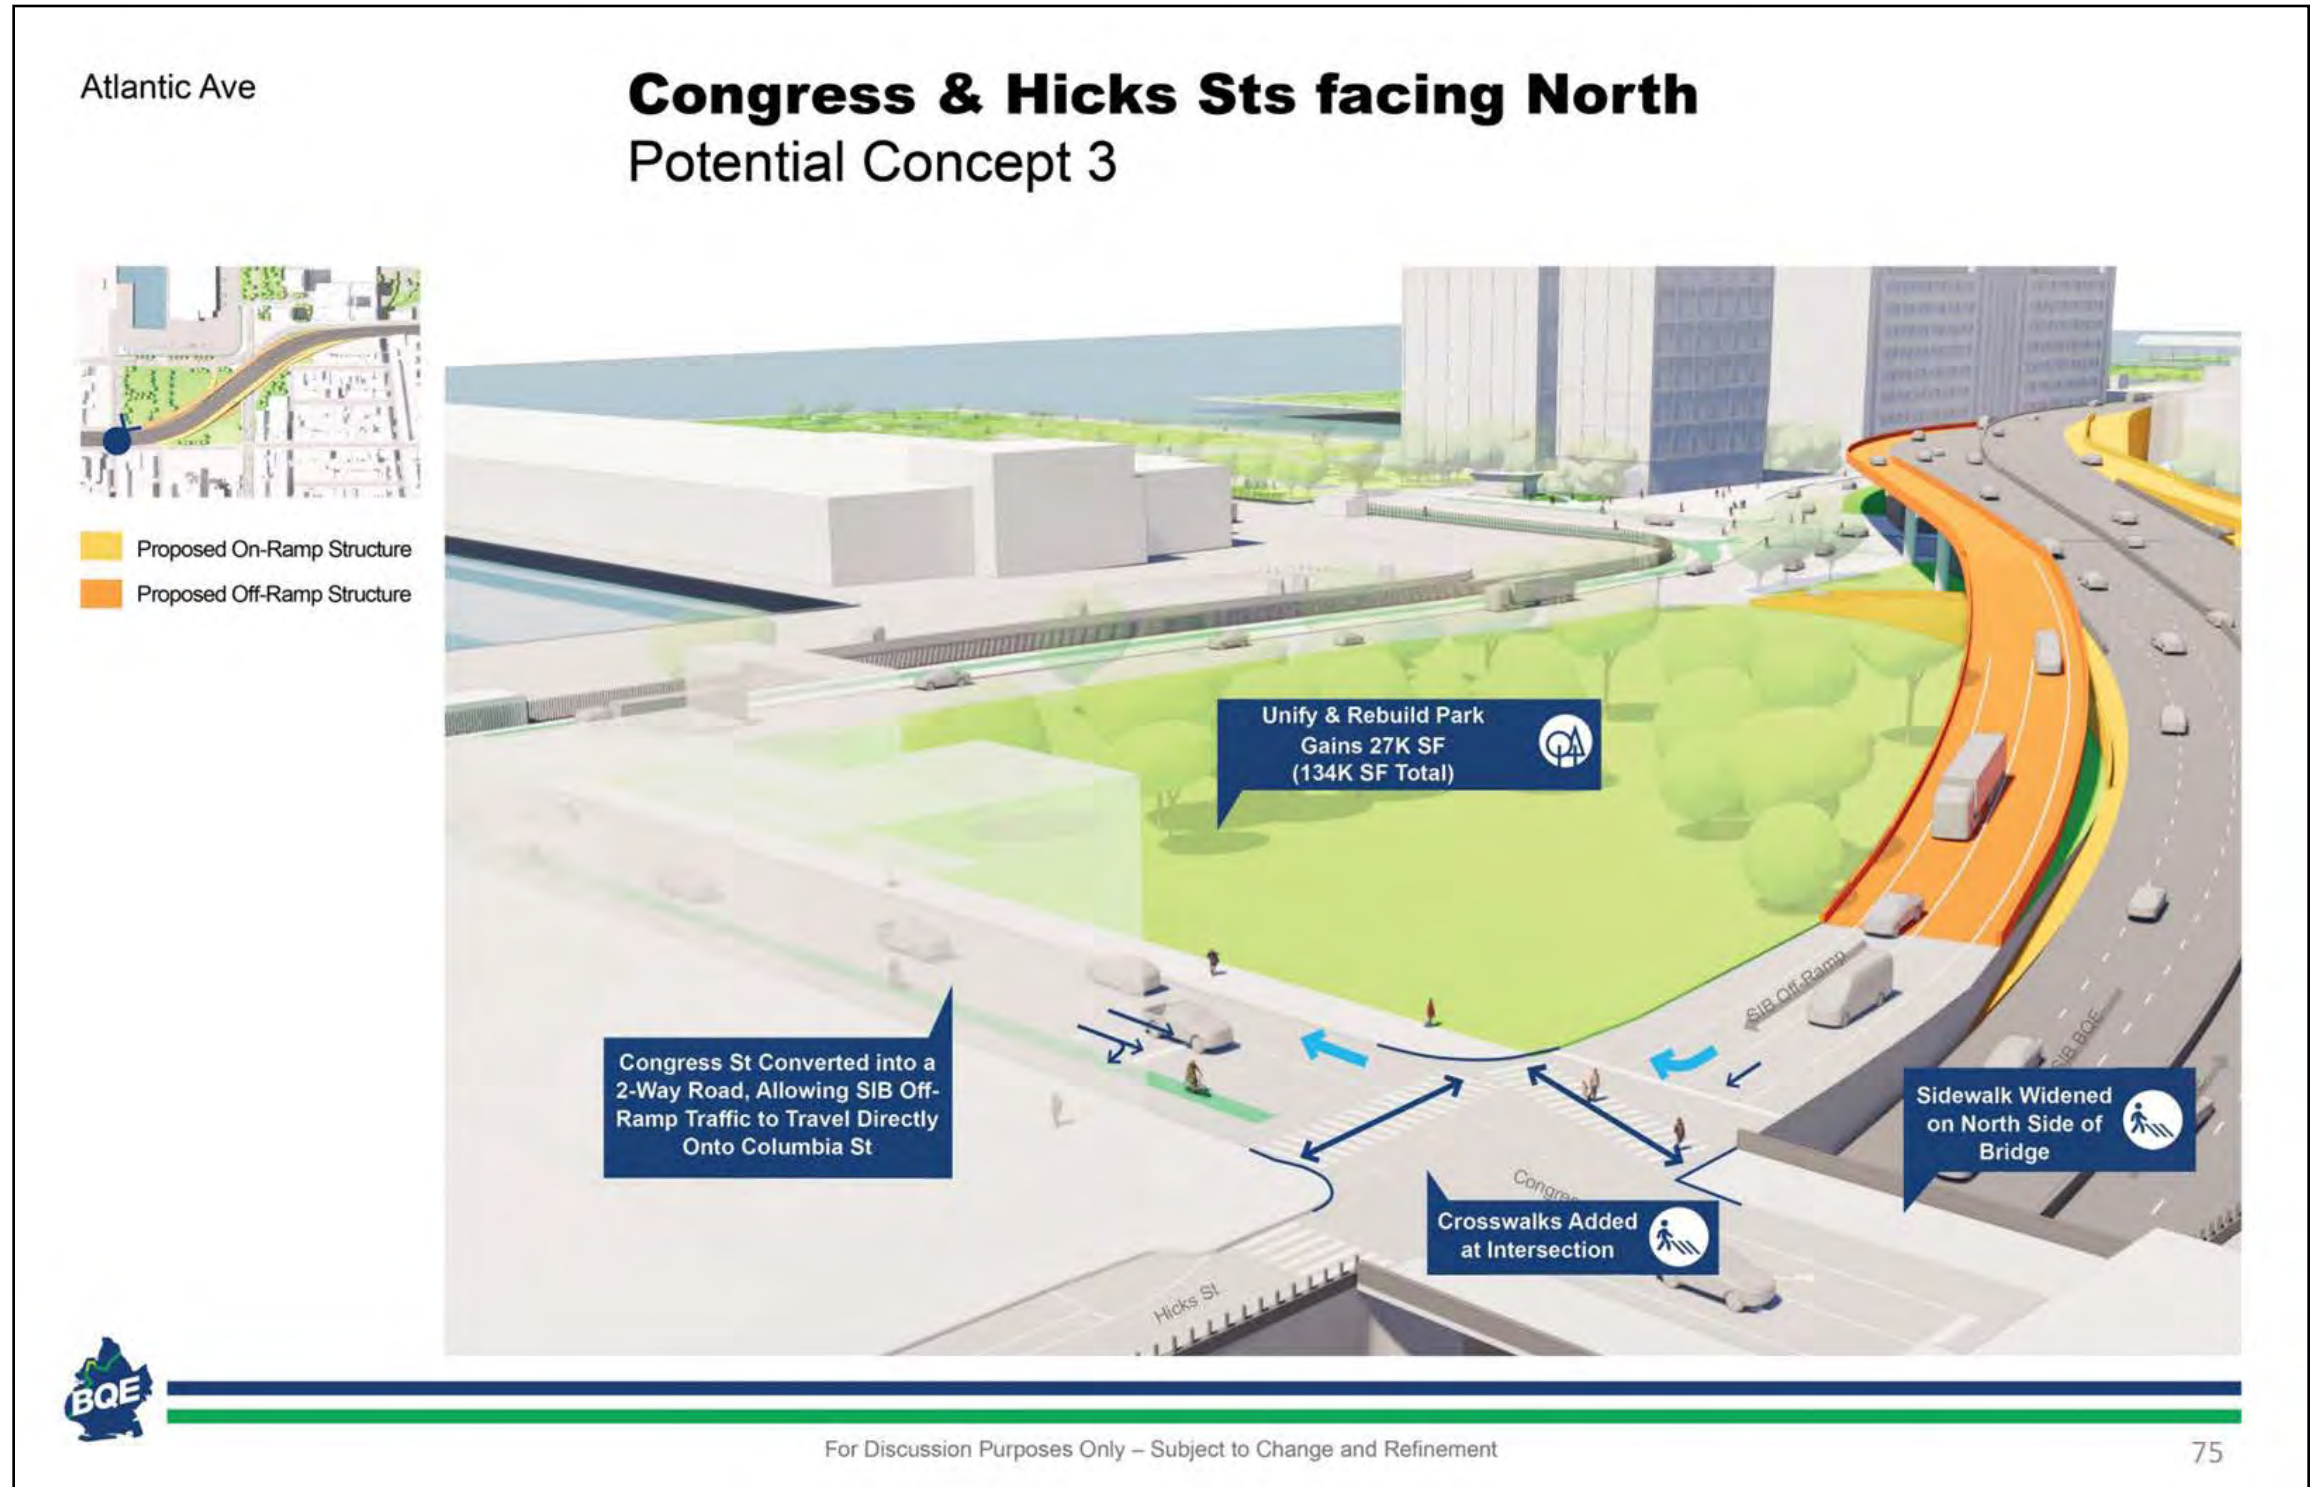 Atlantic Ave
Congress & Hicks Sts facing North
Potential Concept 3
Proposed On-Ramp Structure
Proposed Off-Ramp Structure
Unify & Rebuild Park
Gains 27K SF
(134K SF Total)
SIB Off-Ramp
SIB BQE
Congress St Converted into a
2-Way Road, Allowing SIB Off-
Ramp Traffic to Travel Directly
Onto Columbia St
Sidewalk Widened
on North Side of
Bridge
Crosswalks Added
at Intersection
Hicks St
BQE
For Discussion Purposes Only – Subject to Change and Refinement
75